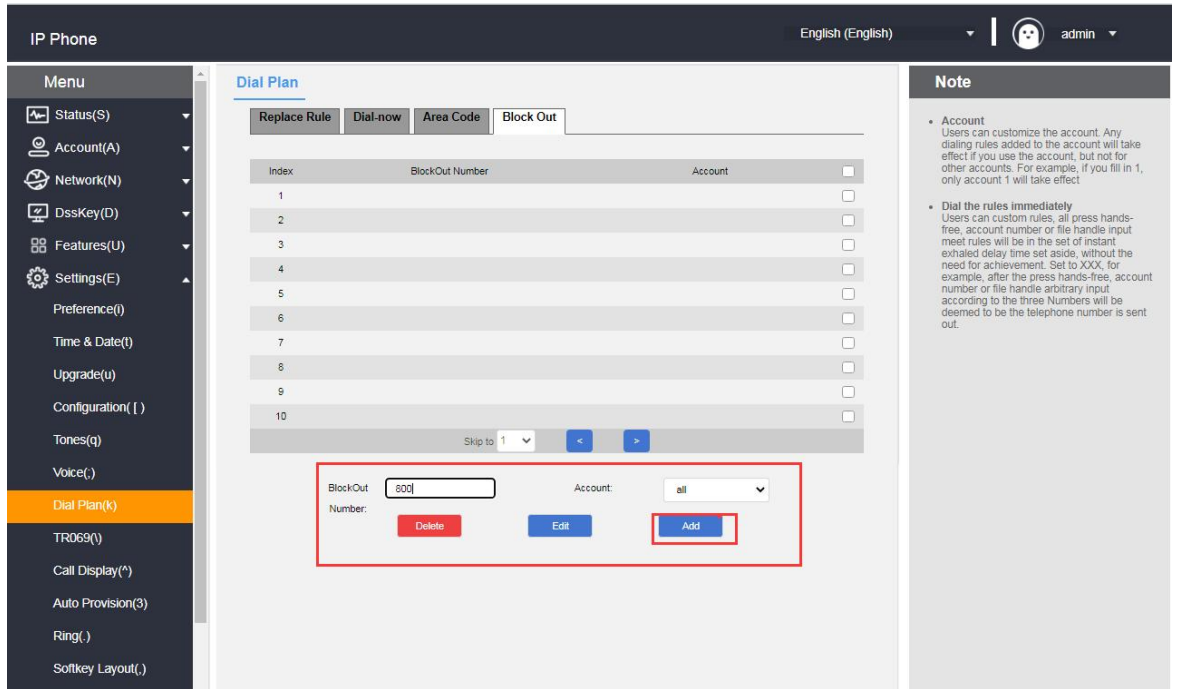 IP Phone
English (English)
admin
Menu
Status(S)
Account(A)
Network(N)
DssKey(D)
Features(U)
Settings(E)
Preference(i)
Time & Date(t)
Upgrade(u)
Configuration( [ )
Tones(q)
Voice(;)
Dial Plan(k)
TR069(\)
Call Display(^)
Auto Provision(3)
Ring(.)
Softkey Layout(,)
Dial Plan
Replace Rule Dial-now Area Code Block Out
Index BlockOut Number Account
1
2
3
4
5
6
7
8
9
10
Skip to 1 < >
BlockOut 800 Account: all
Number:
Delete Edit Add
Note
Account
Users can customize the account. Any
dialing rules added to the account will take
effect if you use the account, but not for
other accounts. For example, if you fill in 1,
only account 1 will take effect
Dial the rules immediately
Users can custom rules, all press hands-
free, account number or file handle input
meet rules will be in the set of instant
exhaled delay time set aside, without the
need for achievement. Set to XXX, for
example, after the press hands-free, account
number or file handle arbitrary input
according to the three Numbers will be
deemed to be the telephone number is sent
out.